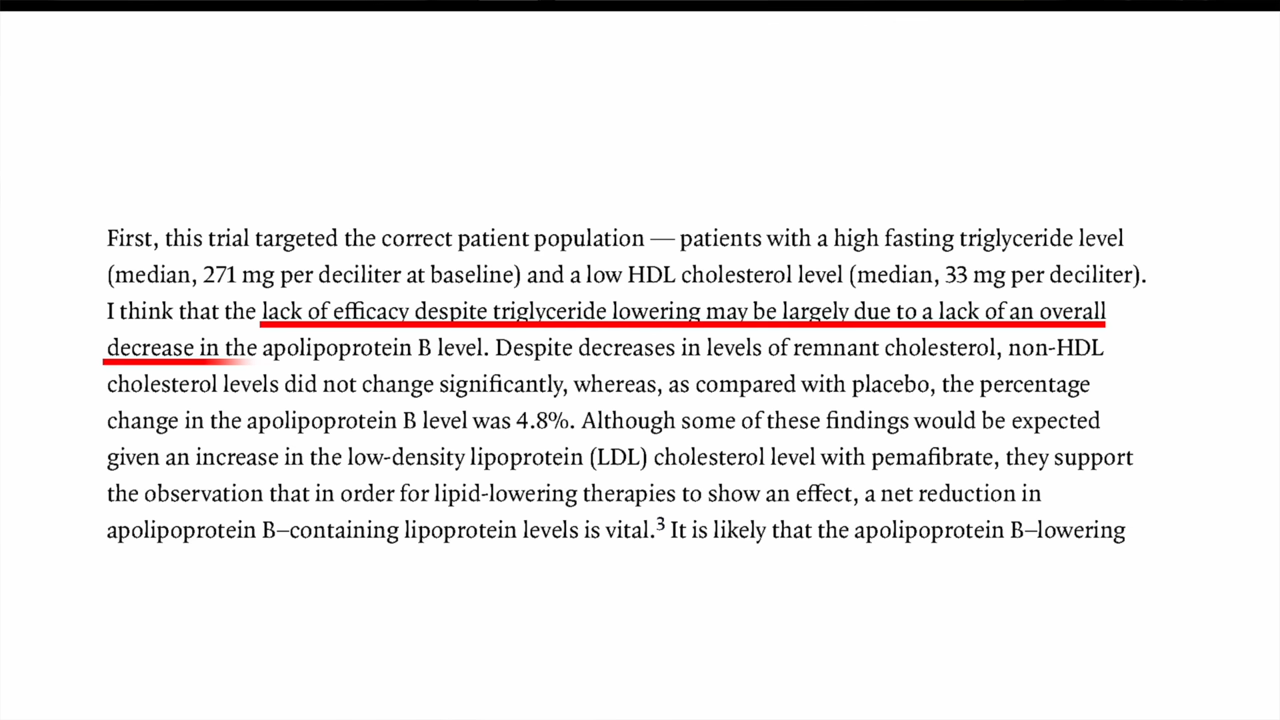 First, this trial targeted the correct patient population — patients with a high fasting triglyceride level
(median, 271 mg per deciliter at baseline) and a low HDL cholesterol level (median, 33 mg per deciliter).
I think that the lack of efficacy despite triglyceride lowering may be largely due to a lack of an overall
decrease in the apolipoprotein B level. Despite decreases in levels of remnant cholesterol, non-HDL
cholesterol levels did not change significantly, whereas, as compared with placebo, the percentage
change in the apolipoprotein B level was 4.8%. Although some of these findings would be expected
given an increase in the low-density lipoprotein (LDL) cholesterol level with pemafibrate, they support
the observation that in order for lipid-lowering therapies to show an effect, a net reduction in
apolipoprotein B–containing lipoprotein levels is vital.³ It is likely that the apolipoprotein B–lowering